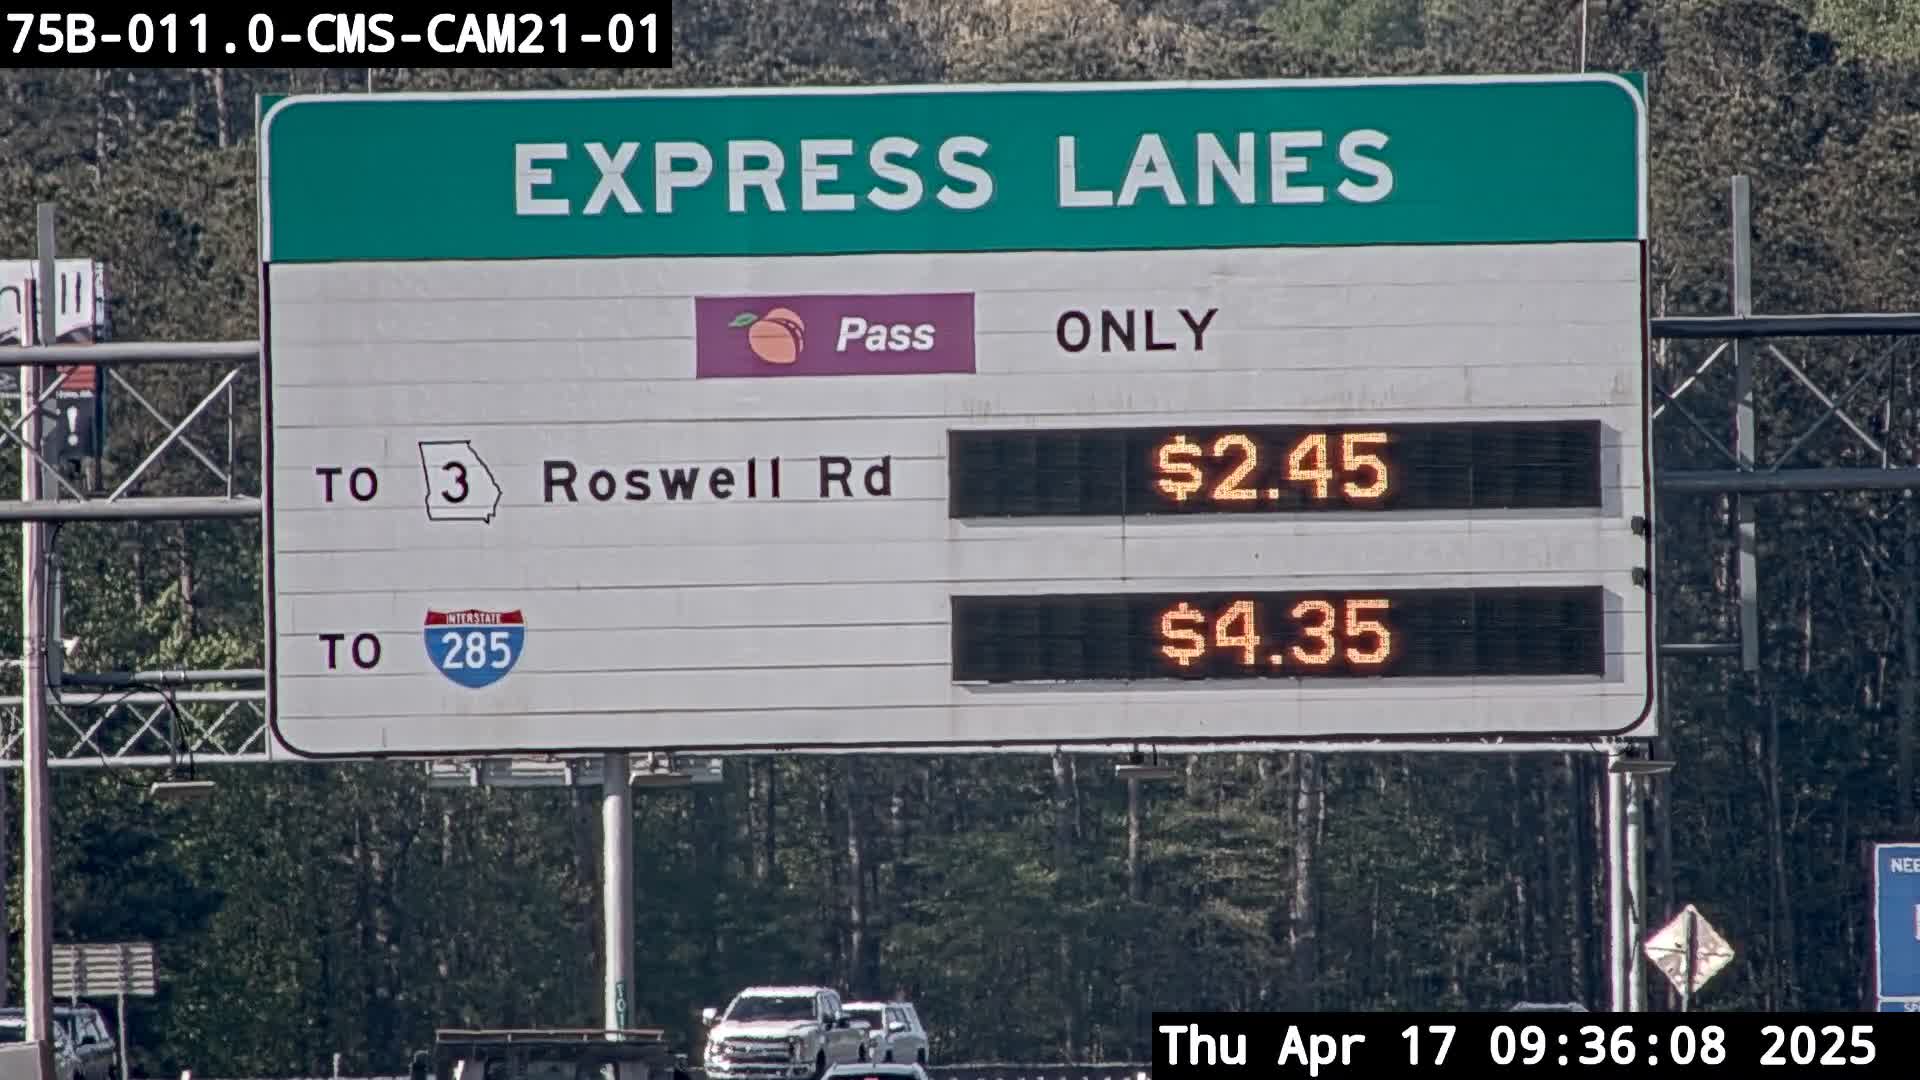 75B-011.0-CMS-CAM21-01
EXPRESS LANES
Pass ONLY
TO 3 Roswell Rd $2.45
TO INTERSTATE 285 $4.35
Thu Apr 17 09:36:08 2025